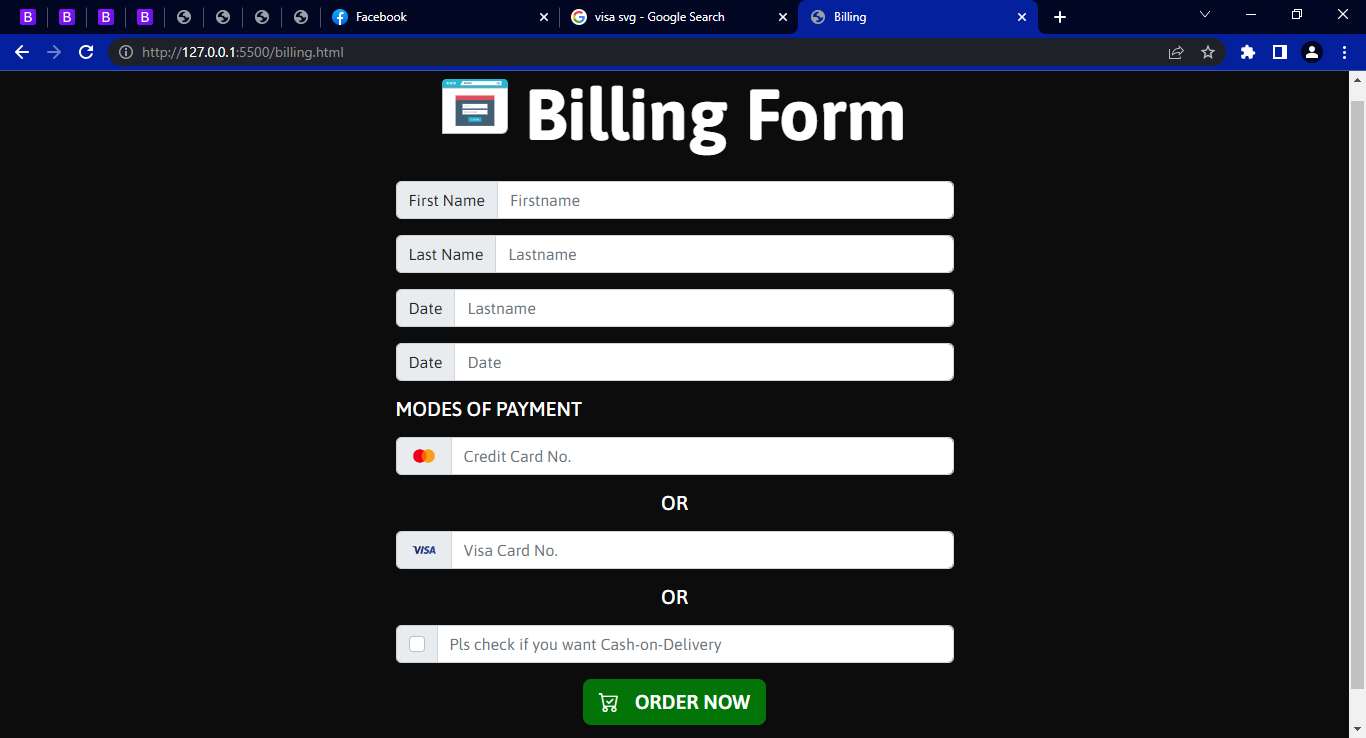 B B B B Facebook visa svg - Google Search Billing
http://127.0.0.1:5500/billing.html
Billing Form
First Name Firstname
Last Name Lastname
Date Lastname
Date Date
MODES OF PAYMENT
Credit Card No.
OR
VISA Visa Card No.
OR
Pls check if you want Cash-on-Delivery
ORDER NOW